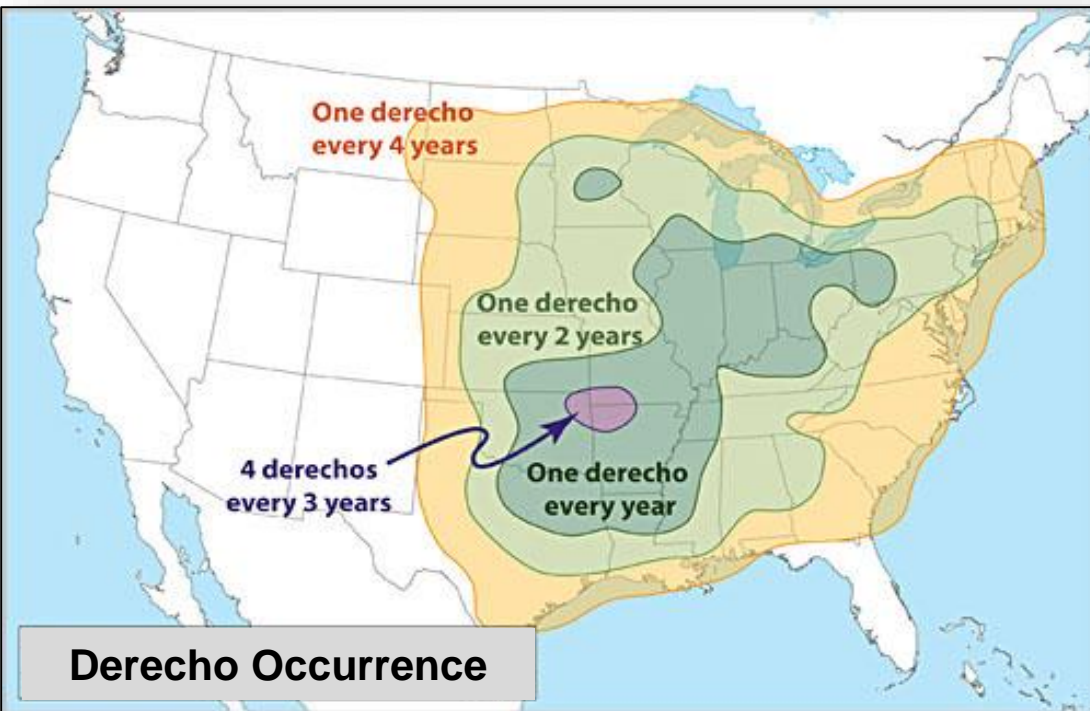 One derecho
every 4 years
One derecho
every 2 years
4 derechos
every 3 years
One derecho
every year
Derecho Occurrence